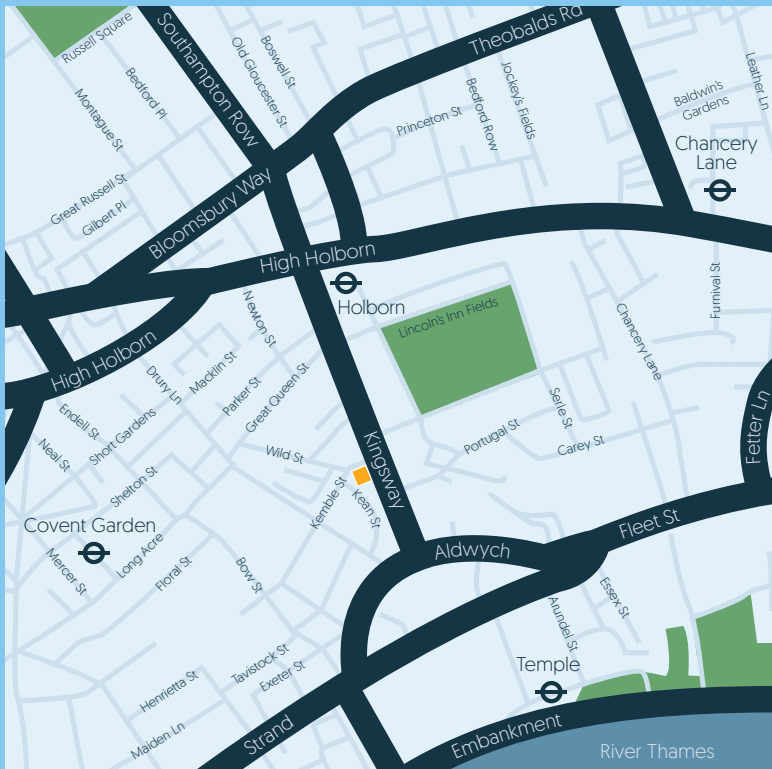 Russell Square
Southampton Row
Old Gloucester St
Boswell St
Theobalds Rd
Leather Ln
Bedford Pl
Montague St
Princeton St
Bedford Row
Jockey's Fields
Baldwin's
Gardens
Chancery
Lane
Great Russell St
Gilbert Pl
Bloomsbury Way
High Holborn
Holborn
Lincoln's Inn Fields
Furnival St
Newton St
Chancery Lane
High Holborn
Drury Ln
Macklin St
Parker St
Great Queen St
Endell St
Short Gardens
Neal St
Shelton St
Wild St
Kingsway
Portugal St
Serle St
Carey St
Fetter Ln
Kemble St
Kean St
Covent Garden
Mercer St
Long Acre
Floral St
Bow St
Aldwych
Fleet St
Essex St
Arundel St
Temple
Tavistock St
Exeter St
Henrietta St
Maiden Ln
Strand
Embankment
River Thames